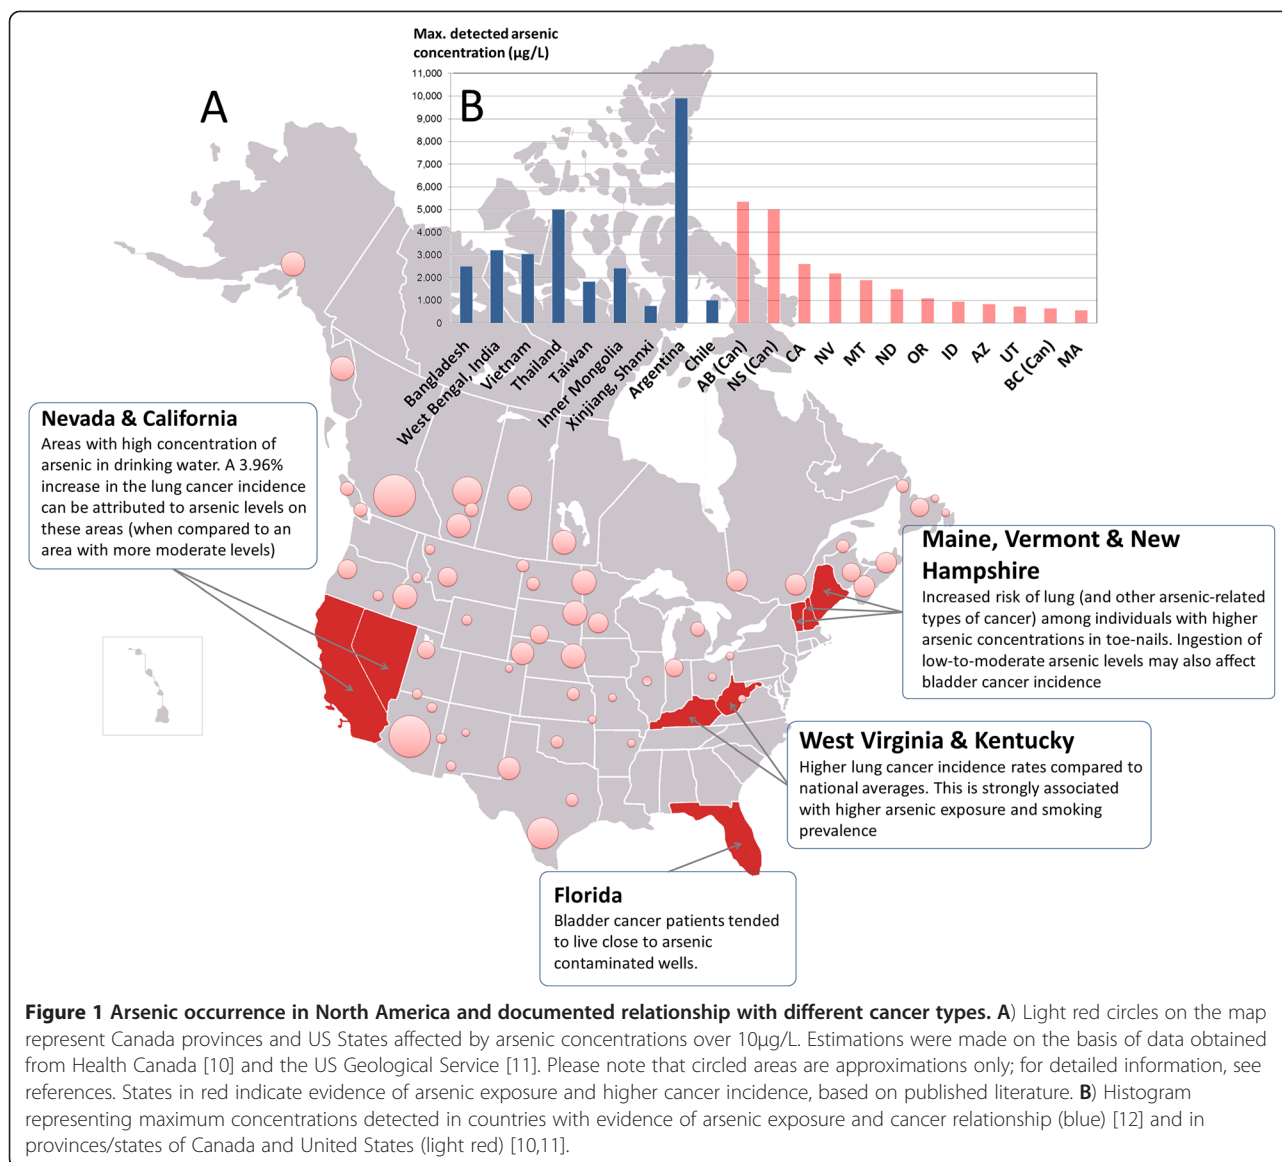 Max. detected arsenic
concentration (µg/L)
A
B
11,000
10,000
9,000
8,000
7,000
6,000
5,000
4,000
3,000
2.000
1,000
0
Bangladesh
West Bengal, India
Vietnam
Thailand
Taiwan
Inner Mongolia
Xinjiang, Shanxi
Argentina
Chile
AB (Can)
NS (Can)
CA
NV
MT
ND
OR
ID
AZ
UT
BC (Can)
MA
Nevada & California
Areas with high concentration of
arsenic in drinking water. A 3.96%
increase in the lung cancer incidence
can be attributed to arsenic levels on
these areas (when compared to an
area with more moderate levels)
Maine, Vermont & New
Hampshire
Increased risk of lung (and other arsenic-related
types of cancer) among individuals with higher
arsenic concentrations in toe-nails. Ingestion of
low-to-moderate arsenic levels may also affect
bladder cancer incidence
West Virginia & Kentucky
Higher lung cancer incidence rates compared to
national averages. This is strongly associated
with higher arsenic exposure and smoking
prevalence
Florida
Bladder cancer patients tended
to live close to arsenic
contaminated wells.
Figure 1 Arsenic occurrence in North America and documented relationship with different cancer types. A) Light red circles on the map
represent Canada provinces and US States affected by arsenic concentrations over 10µg/L. Estimations were made on the basis of data obtained
from Health Canada [10] and the US Geological Service [11]. Please note that circled areas are approximations only; for detailed information, see
references. States in red indicate evidence of arsenic exposure and higher cancer incidence, based on published literature. B) Histogram
representing maximum concentrations detected in countries with evidence of arsenic exposure and cancer relationship (blue) [12] and in
provinces/states of Canada and United States (light red) [10,11].